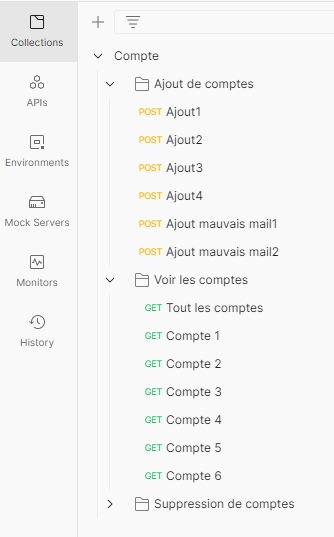 Collections
APIs
Environments
Mock Servers
Monitors
History
Compte
Ajout de comptes
POST Ajout1
POST Ajout2
POST Ajout3
POST Ajout4
POST Ajout mauvais mail1
POST Ajout mauvais mail2
Voir les comptes
GET Tout les comptes
GET Compte 1
GET Compte 2
GET Compte 3
GET Compte 4
GET Compte 5
GET Compte 6
Suppression de comptes